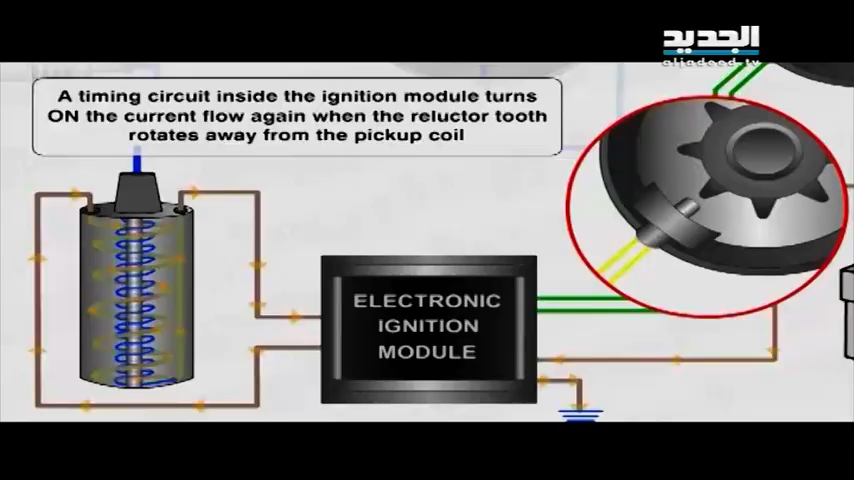 الجديد
aljadeed.tv
A timing circuit inside the ignition module turns
ON the current flow again when the reluctor tooth
rotates away from the pickup coil
ELECTRONIC
IGNITION
MODULE